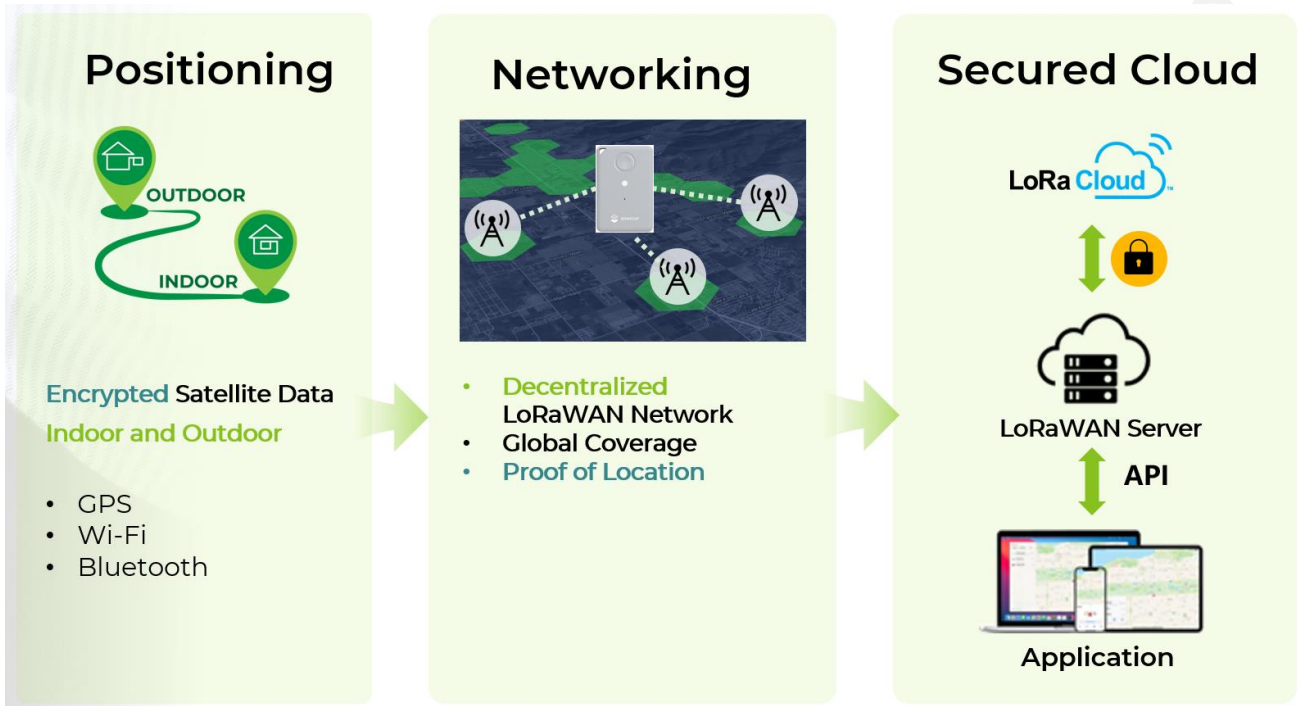 Positioning
OUTDOOR
INDOOR
Encrypted Satellite Data
Indoor and Outdoor
• GPS
• Wi-Fi
• Bluetooth
Networking
• Decentralized
LoRaWAN Network
• Global Coverage
• Proof of Location
Secured Cloud
LoRa Cloud™
LoRaWAN Server
API
Application